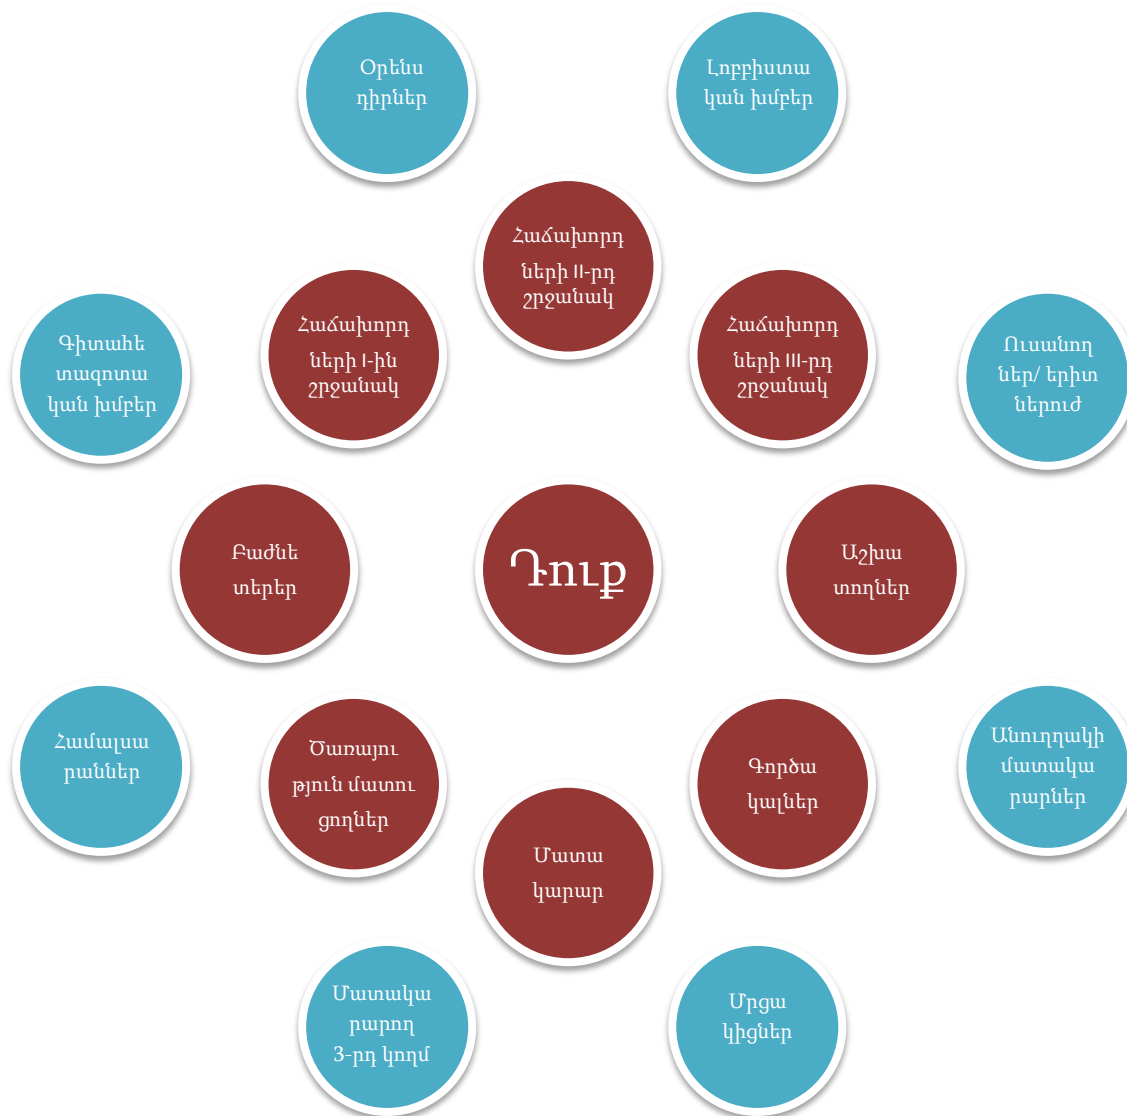 Օրենս
դիրներ
Լոբբիստա
կան խմբեր
Հաճախորդ
ների II-րդ
շրջանակ
Հաճախորդ
ների I-ին
շրջանակ
Հաճախորդ
ների III-րդ
շրջանակ
Գիտահե
տազոտա
կան խմբեր
Ուսանող
ներ/ երիտ
ներուժ
Բաժնե
տերեր
Դուք
Աշխա
տողներ
Համալսա
րաններ
Ծառայու
թյուն մատու
ցողներ
Գործա
կալներ
Անուղղակի
մատակա
րարներ
Մատա
կարար
Մատակա
րարող
3-րդ կողմ
Մրցա
կիցներ